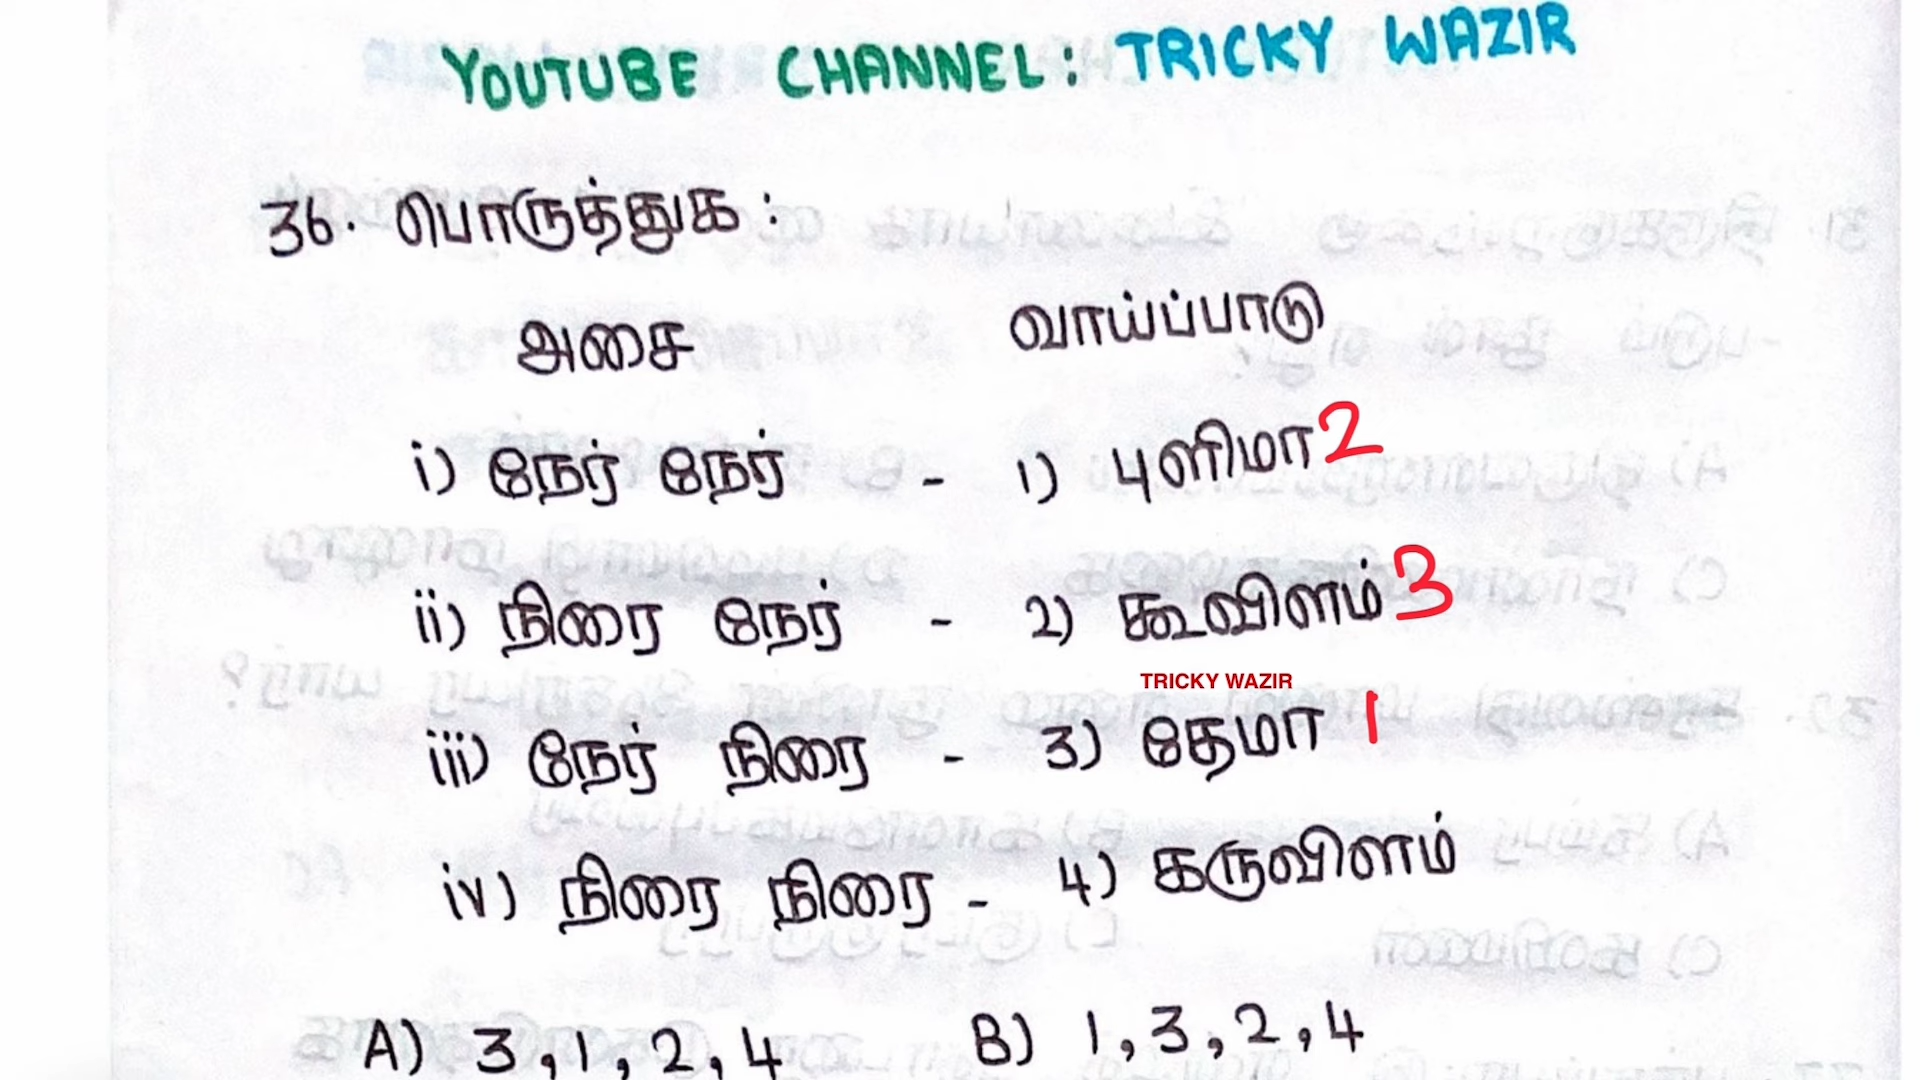 YOUTUBE CHANNEL: TRICKY WAZIR
36. பொருத்துக :
அசை வாய்ப்பாடு
i) நேர் நேர் - 1) புளிமா 2
ii) நிரை நேர் - 2) கூவிளம் 3
TRICKY WAZIR
iii) நேர் நிரை - 3) தேமா 1
iv) நிரை நிரை - 4) கருவிளம்
A) 3,1,2,4 B) 1,3,2,4